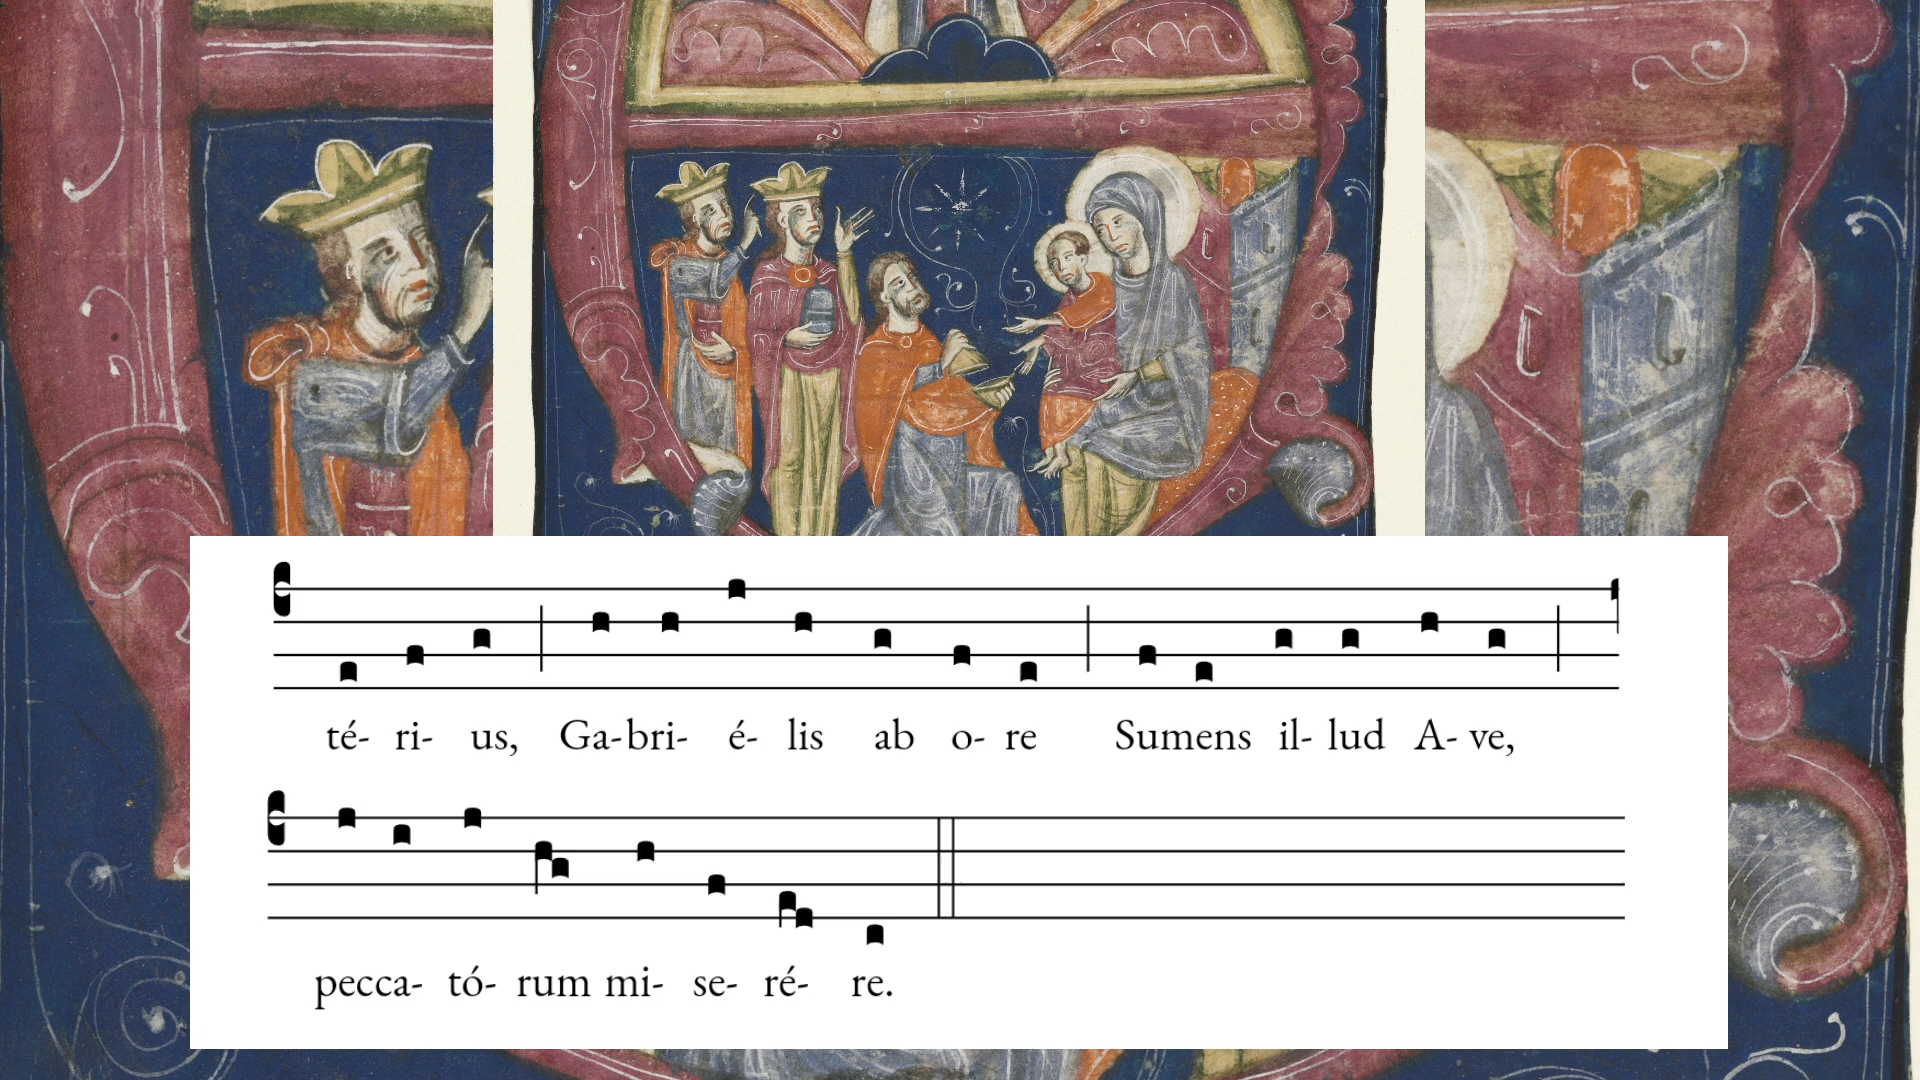 té- ri- us, Ga-bri- é- lis ab o- re Sumens il- lud A- ve,
pecca- tó- rum mi- se- ré- re.